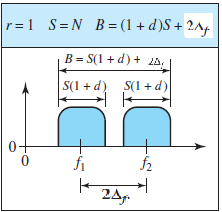 r = 1 S = N B = (1 + d)S + 2Δf
B = S(1 + d) + 2Δf
S(1 + d) S(1 + d)
0
0 f₁ f₂
2Δf